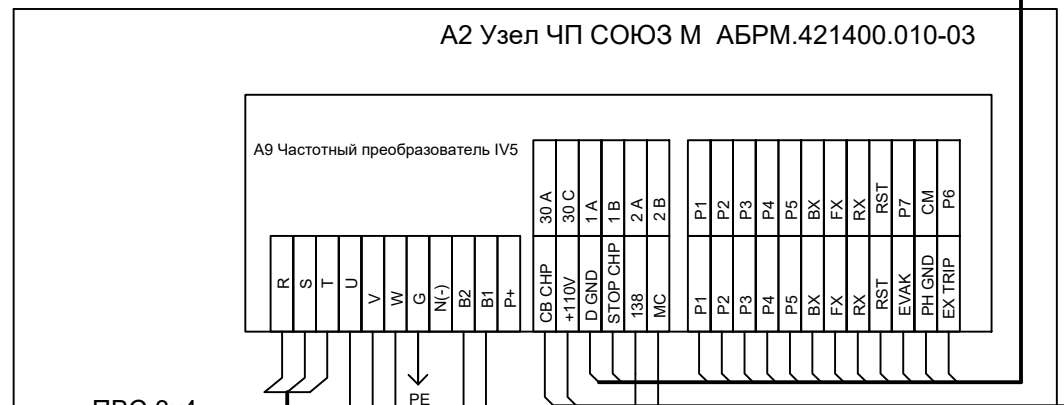 А2 Узел ЧП СОЮЗ М АБРМ.421400.010-03
А9 Частотный преобразователь IV5
30 A
30 C
1 A
1 B
2 A
2 B
P1
P2
P3
P4
P5
BX
FX
RX
RST
P7
CM
P6
R
S
T
U
V
W
G
N(-)
B2
B1
P+
CB CHP
+110V
D GND
STOP CHP
138
MC
P1
P2
P3
P4
P5
BX
FX
RX
RST
EVAK
PH GND
EX TRIP
PE